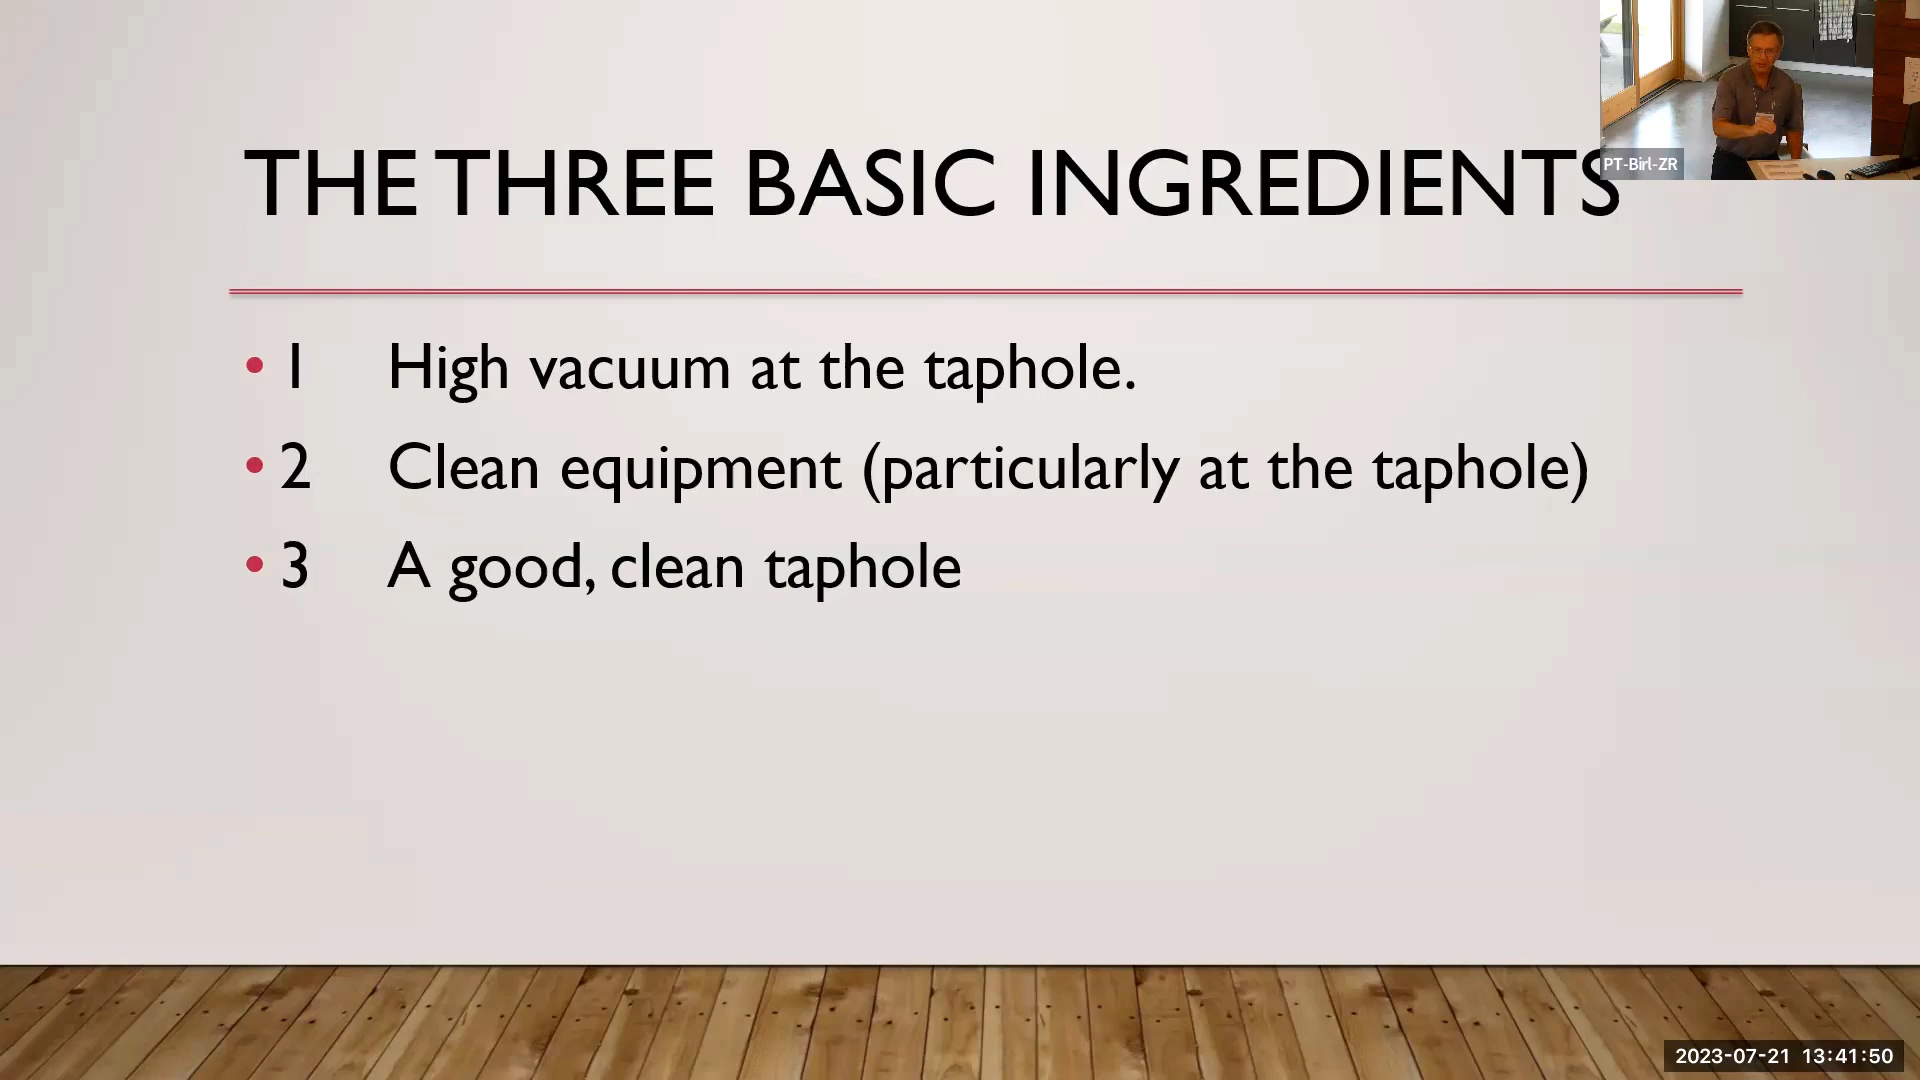 THE THREE BASIC INGREDIENTS
PT-Birl-ZR
• 1 High vacuum at the taphole.
• 2 Clean equipment (particularly at the taphole)
• 3 A good, clean taphole
2023-07-21 13:41:50